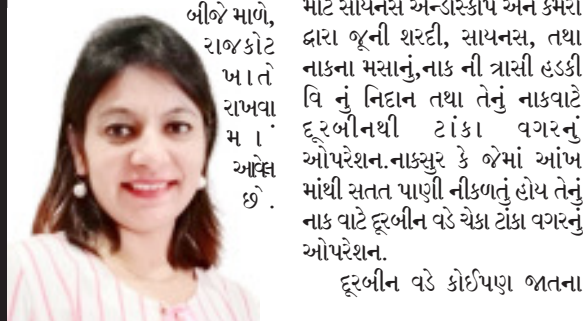 બીજે માળે,
રાજકોટ
ખાતે
રાખવા
માં
આવેલ
છે.
માટે સાયનસ એન્ડોસ્કોપ અને કેમેરા
દ્વારા જૂની શરદી, સાયનસ, તથા
નાકના મસાનું,નાક ની ત્રાસી હડકી
વિ નું નિદાન તથા તેનું નાકવાટે
દૂરબીનથી ટાંકા વગરનું
ઓપરેશન.નાકસુર કે જેમાં આંખ
માંથી સતત પાણી નીકળતું હોય તેનું
નાક વાટે દૂરબીન વડે ચેકા ટાંકા વગરનું
ઓપરેશન.
દૂરબીન વડે કોઈપણ જાતના